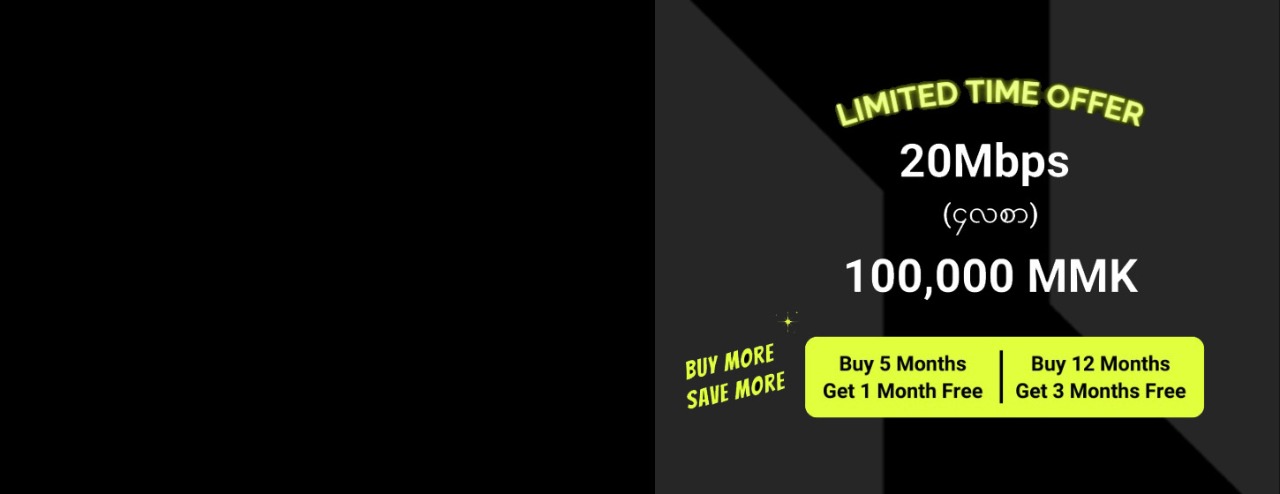 LIMITED TIME OFFER
20Mbps
(၄လစာ)
100,000 MMK
BUY MORE
SAVE MORE
Buy 5 Months
Get 1 Month Free
Buy 12 Months
Get 3 Months Free